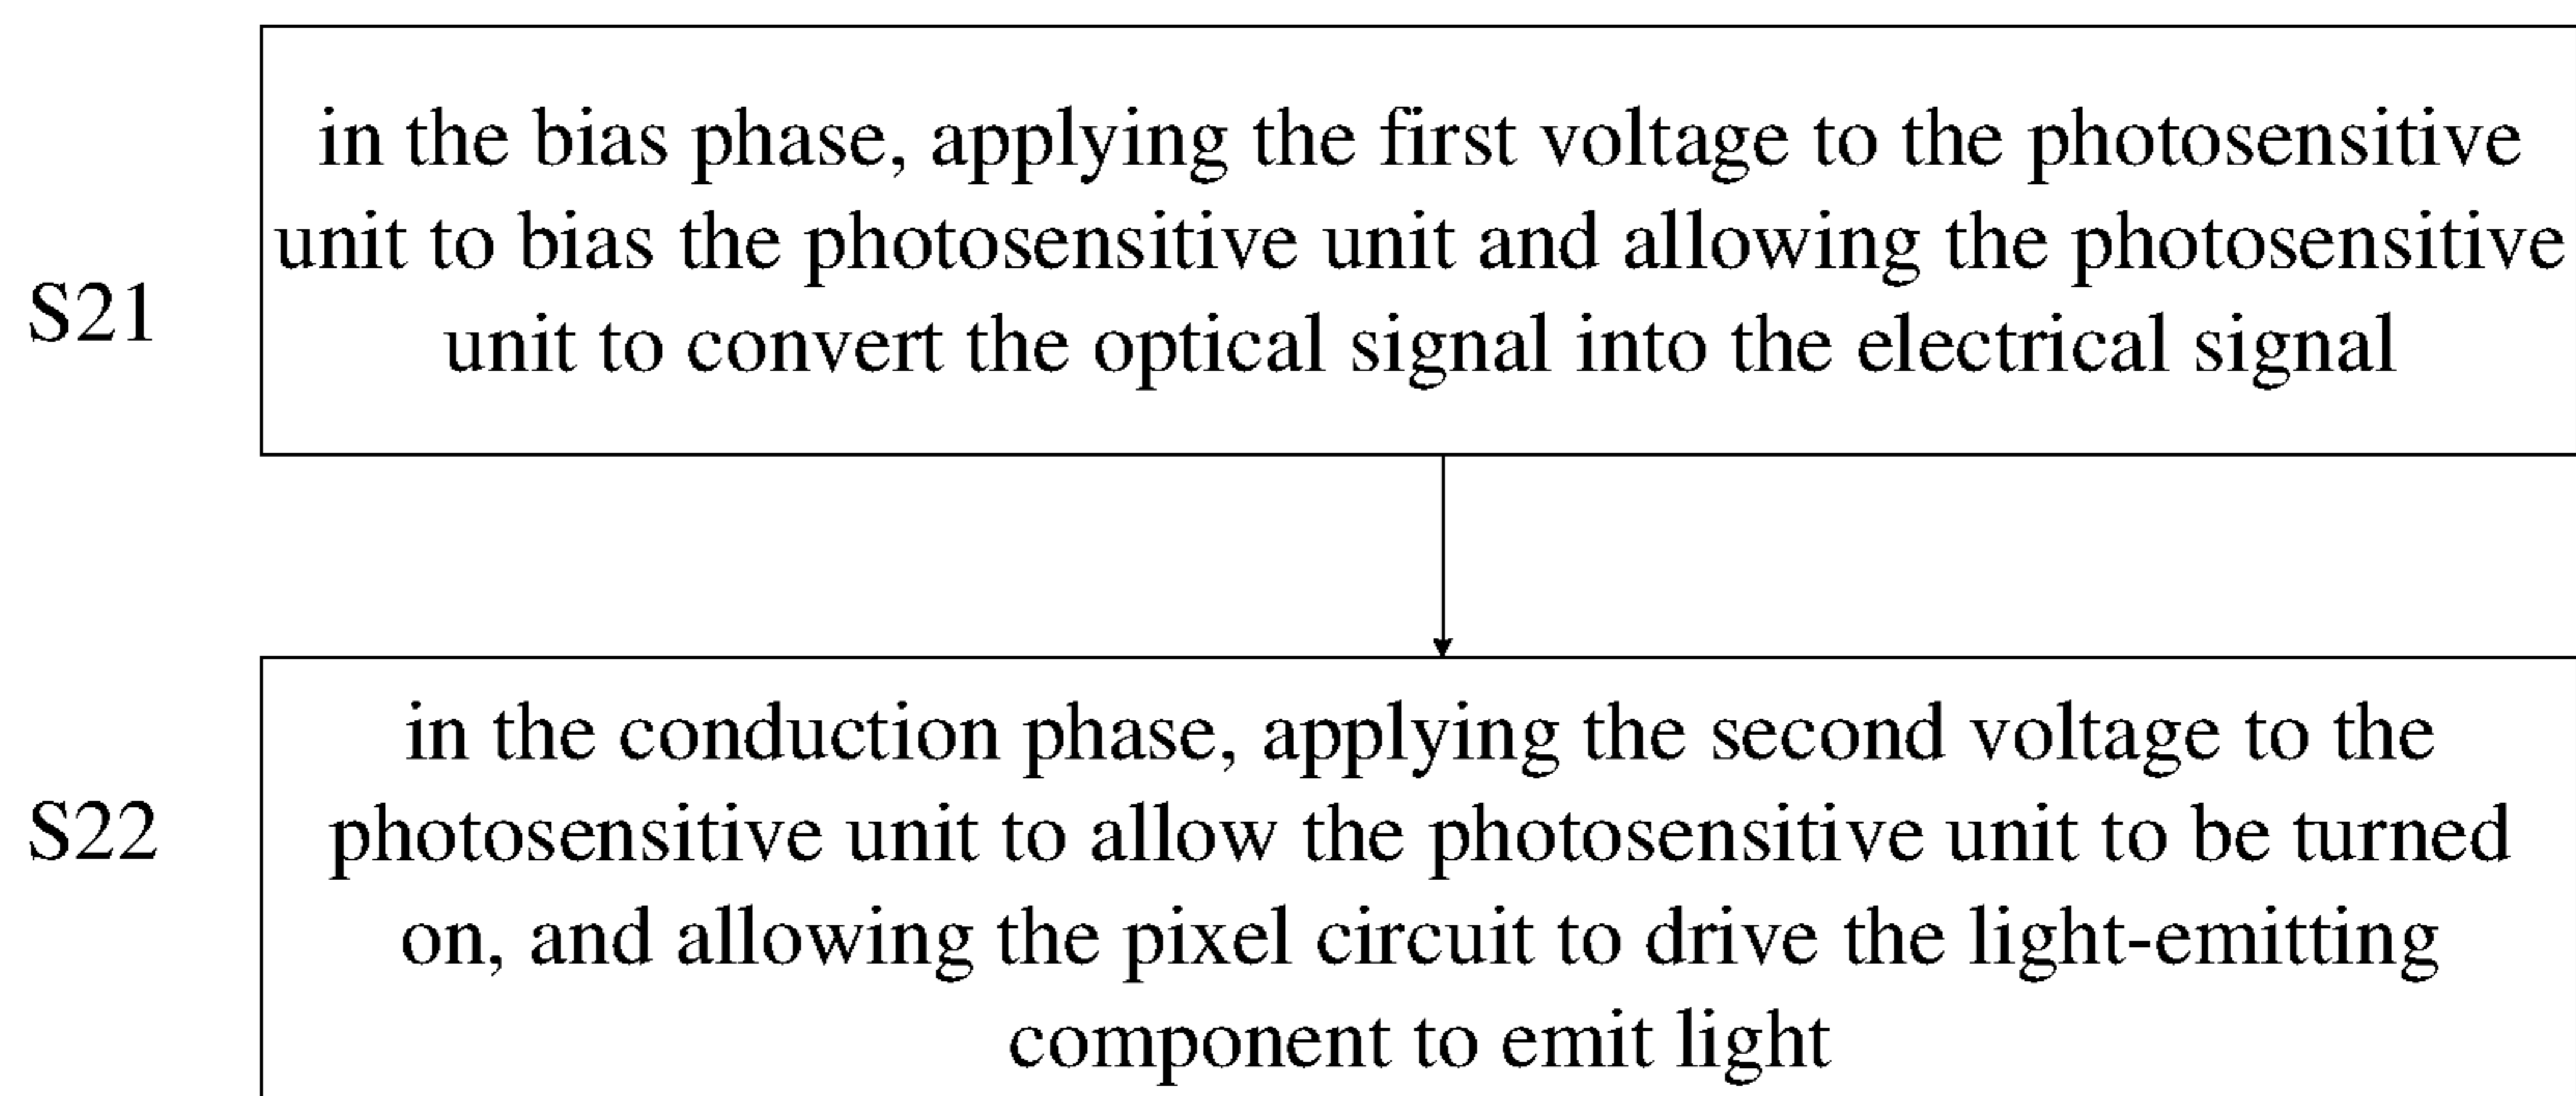 in the bias phase, applying the first voltage to the photosensitive
unit to bias the photosensitive unit and allowing the photosensitive
S21
unit to convert the optical signal into the electrical signal
in the conduction phase, applying the second voltage to the
S22
photosensitive unit to allow the photosensitive unit to be turned
on, and allowing the pixel circuit to drive the light-emitting
component to emit light